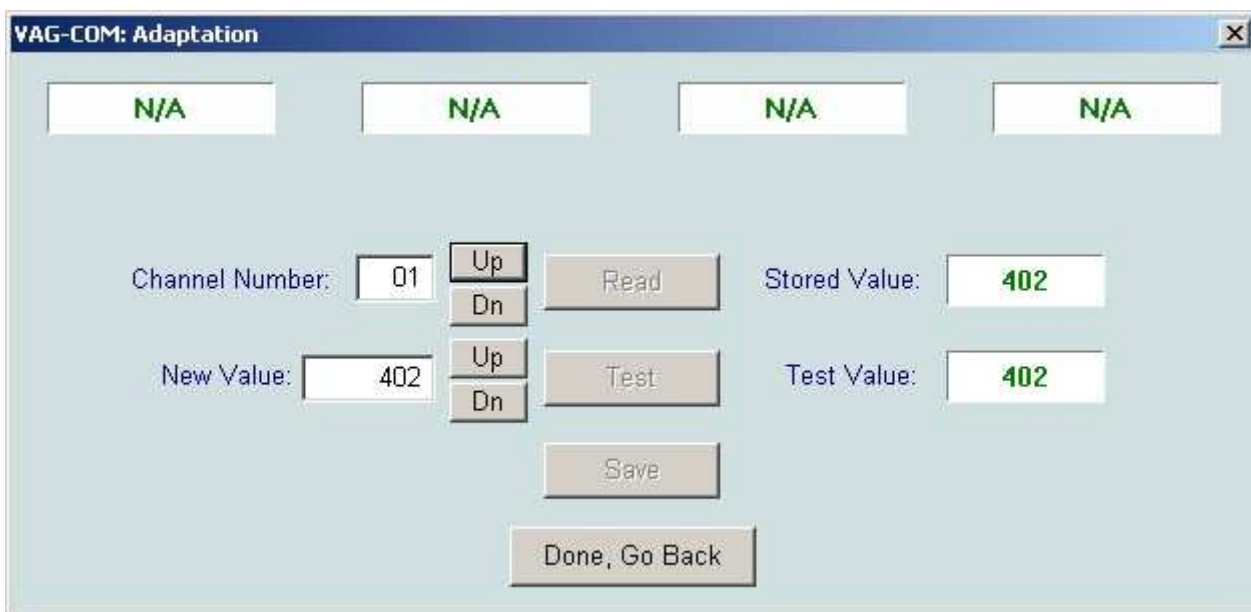 VAG-COM: Adaptation
N/A N/A N/A N/A
Channel Number: 01 Up Read Stored Value: 402
Dn
New Value: 402 Up Test Test Value: 402
Dn
Save
Done, Go Back